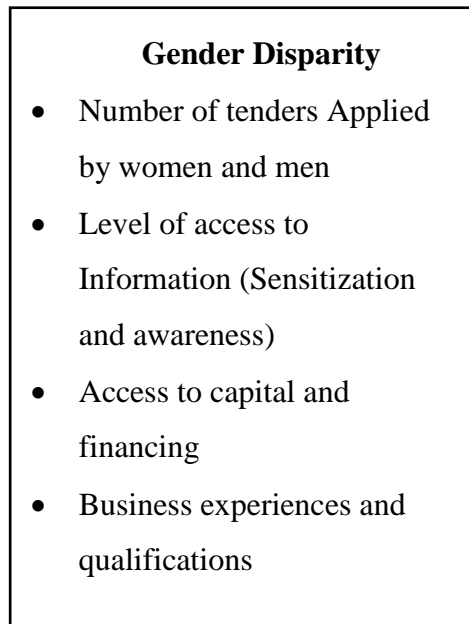 Gender Disparity
• Number of tenders Applied
by women and men
• Level of access to
Information (Sensitization
and awareness)
• Access to capital and
financing
• Business experiences and
qualifications